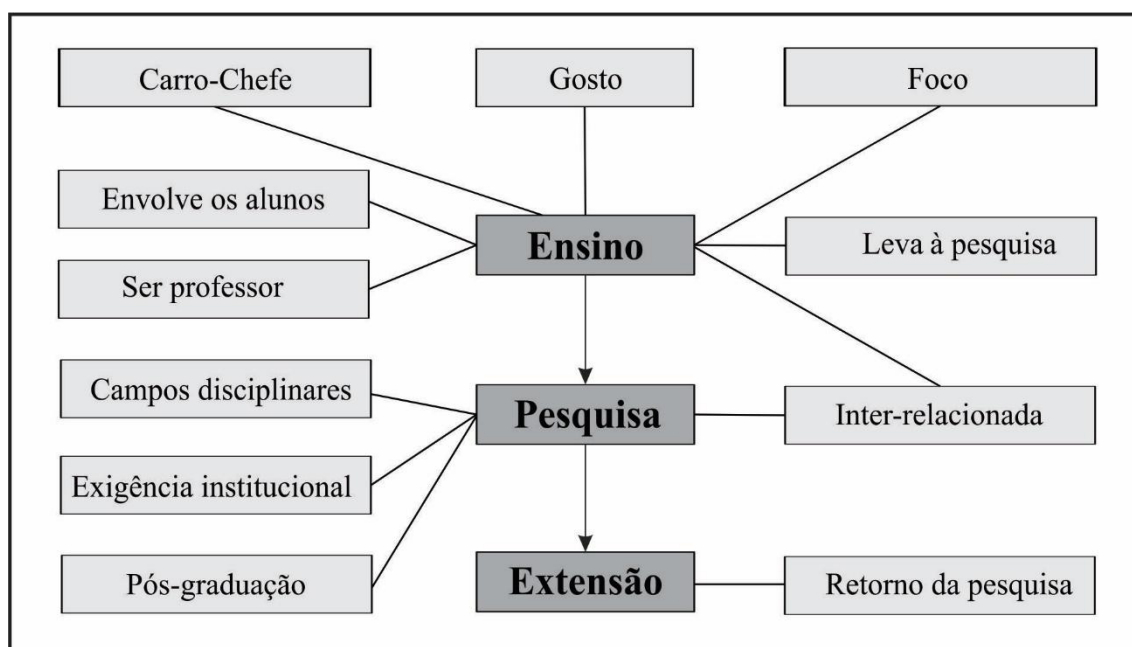 Carro-Chefe
Gosto
Foco
Envolve os alunos
Ensino
Leva à pesquisa
Ser professor
Campos disciplinares
Pesquisa
Inter-relacionada
Exigência institucional
Pós-graduação
Extensão
Retorno da pesquisa